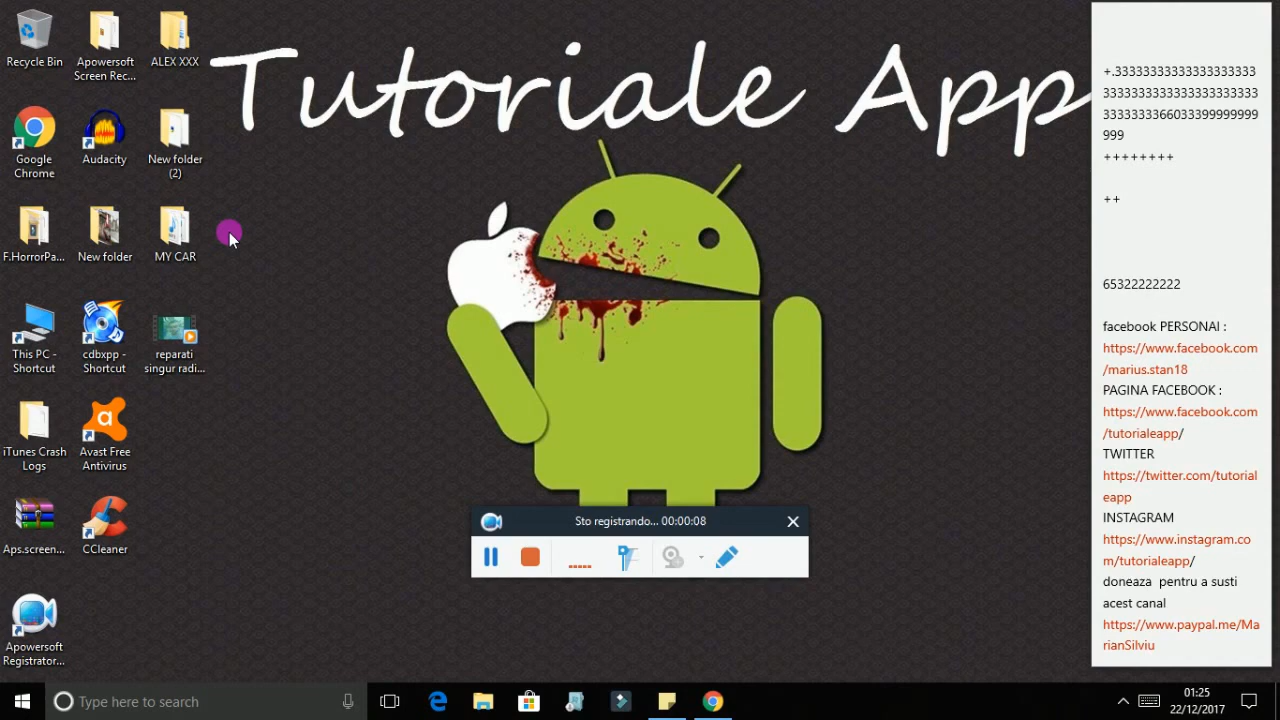 Tutoriale App
Recycle Bin
Apowersoft
Screen Rec...
ALEX XXX
Google
Chrome
Audacity
New folder
(2)
F.HorrorPa...
New folder
MY CAR
This PC -
Shortcut
cdbxpp -
Shortcut
reparati
singur radi...
iTunes Crash
Logs
Avast Free
Antivirus
Aps.screen...
CCleaner
Apowersoft
Registrator...
Sto registrando... 00:00:08
+.33333333333333333333
3333333333333333333333
3333333366033399999999
999
++++++++
++
65322222222
facebook PERSONAl :
https://www.facebook.com
/marius.stan18
PAGINA FACEBOOK :
https://www.facebook.com
/tutorialeapp/
TWITTER
https://twitter.com/tutorial
eapp
INSTAGRAM
https://www.instagram.co
m/tutorialeapp/
doneaza  pentru a susti
acest canal
https://www.paypal.me/Ma
rianSilviu
Type here to search
01:25
22/12/2017